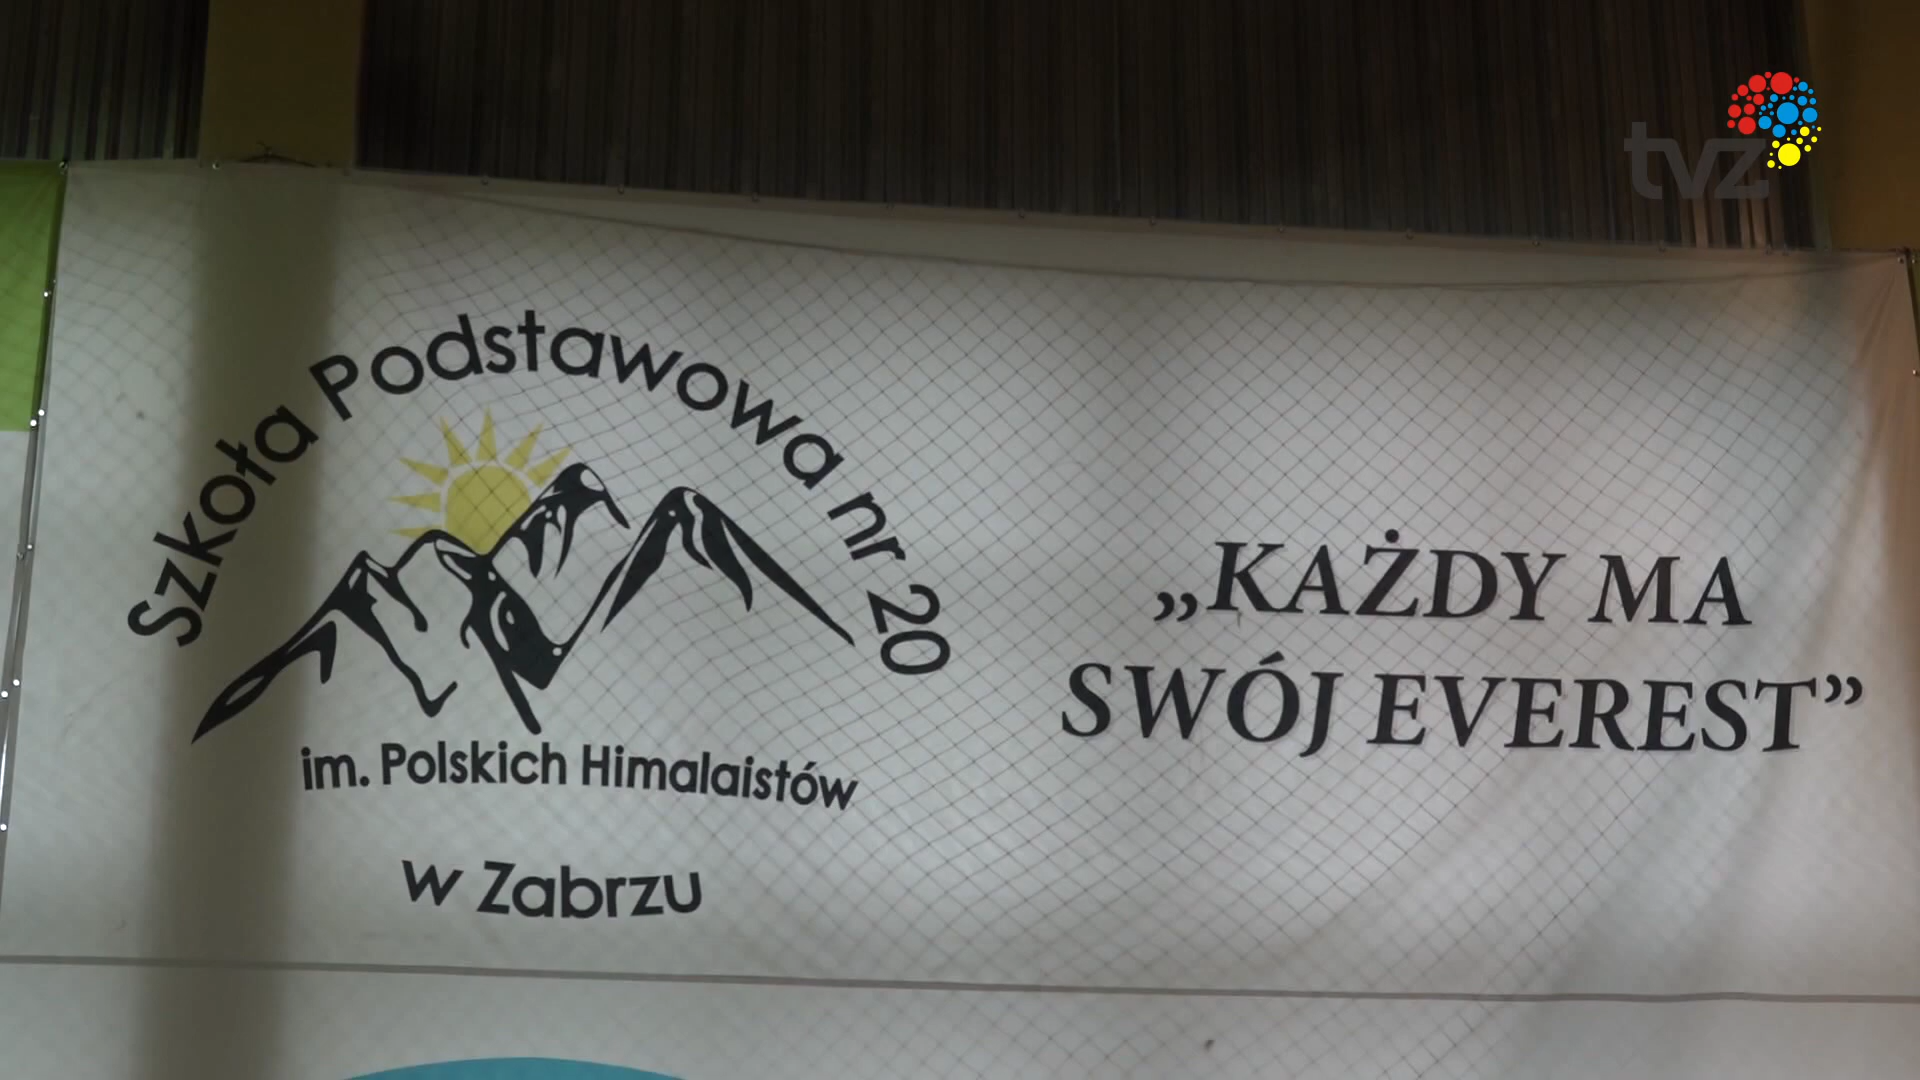 tvz
Szkoła Podstawowa nr 20
im. Polskich Himalaistów
w Zabrzu
„KAŻDY MA
SWÓJ EVEREST”